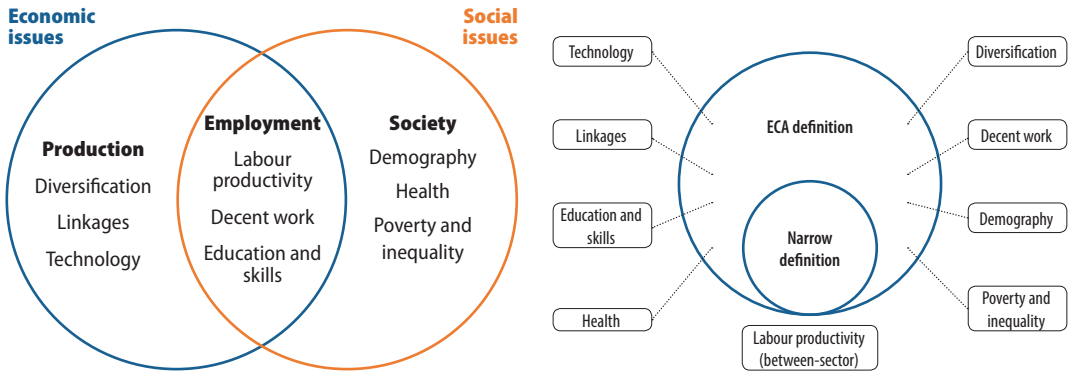 Economic
issues
Social
issues
Production
Diversification
Linkages
Technology
Employment
Labour
productivity
Decent work
Education and
skills
Society
Demography
Health
Poverty and
inequality
Technology
Linkages
Education and
skills
Health
ECA definition
Narrow
definition
Labour productivity
(between-sector)
Diversification
Decent work
Demography
Poverty and
inequality